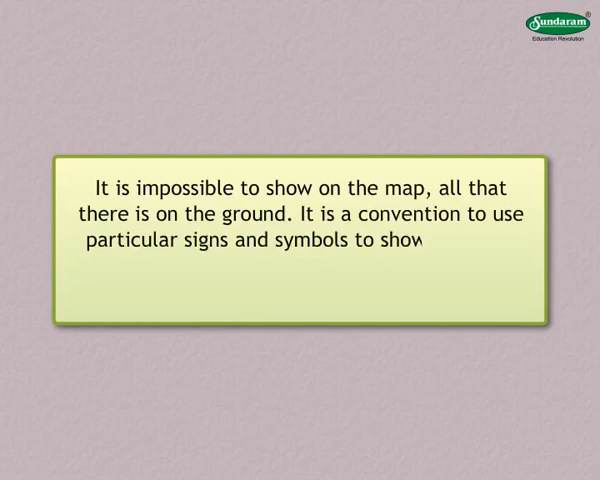 Sundaram®
Education Revolution
It is impossible to show on the map, all that
there is on the ground. It is a convention to use
particular signs and symbols to show